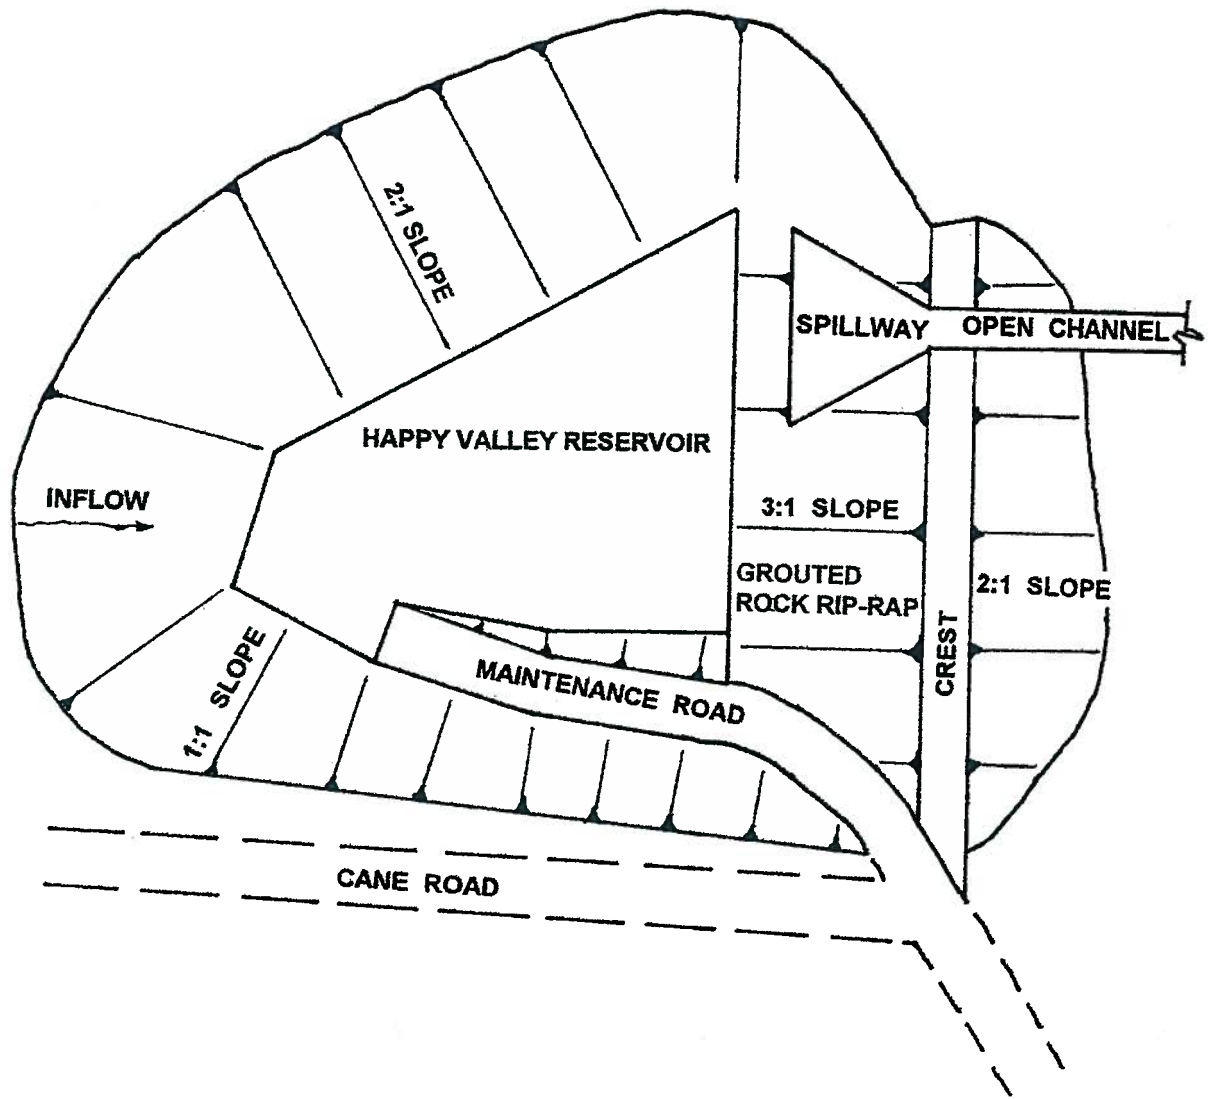 2:1 SLOPE
SPILLWAY
OPEN CHANNEL
HAPPY VALLEY RESERVOIR
INFLOW
3:1 SLOPE
GROUTED
ROCK RIP-RAP
2:1 SLOPE
CREST
1:1 SLOPE
MAINTENANCE ROAD
CANE ROAD